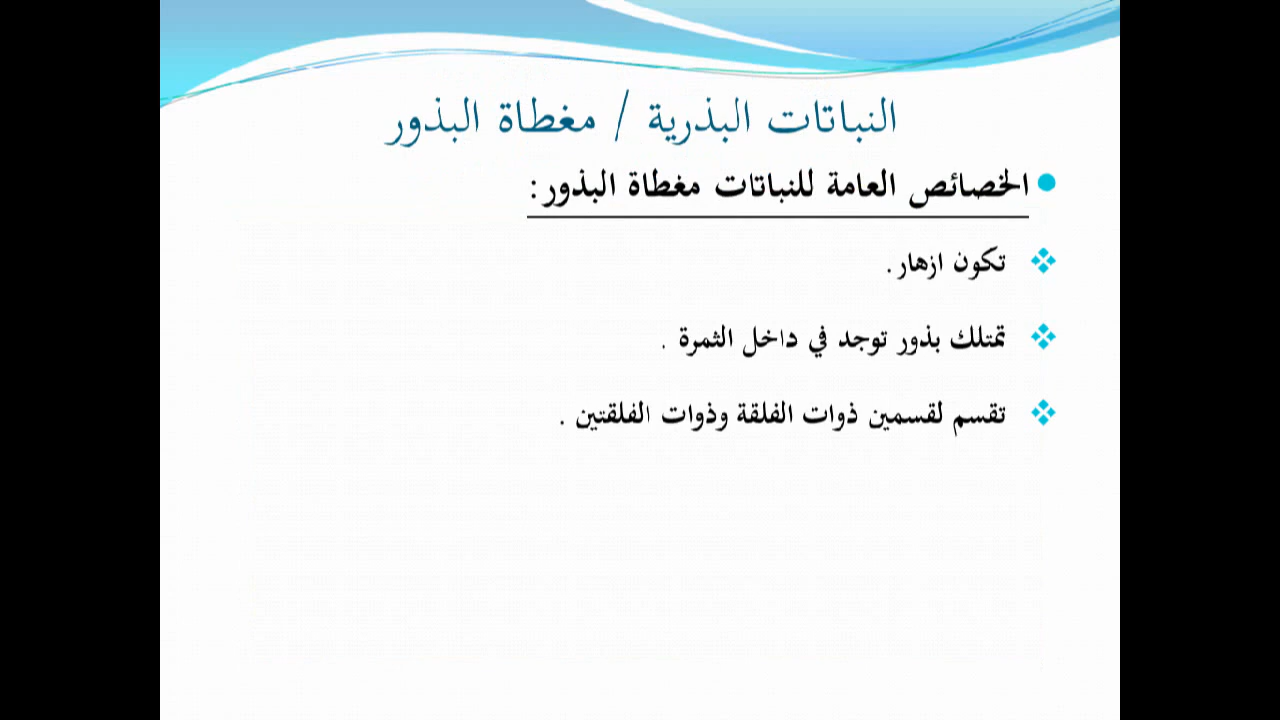 النباتات البذرية / مغطاة البذور
الخصائص العامة للنباتات مغطاة البذور:
تكون ازهار.
تمتلك بذور توجد في داخل الثمرة .
تقسم لقسمين ذوات الفلقة وذوات الفلقتين .